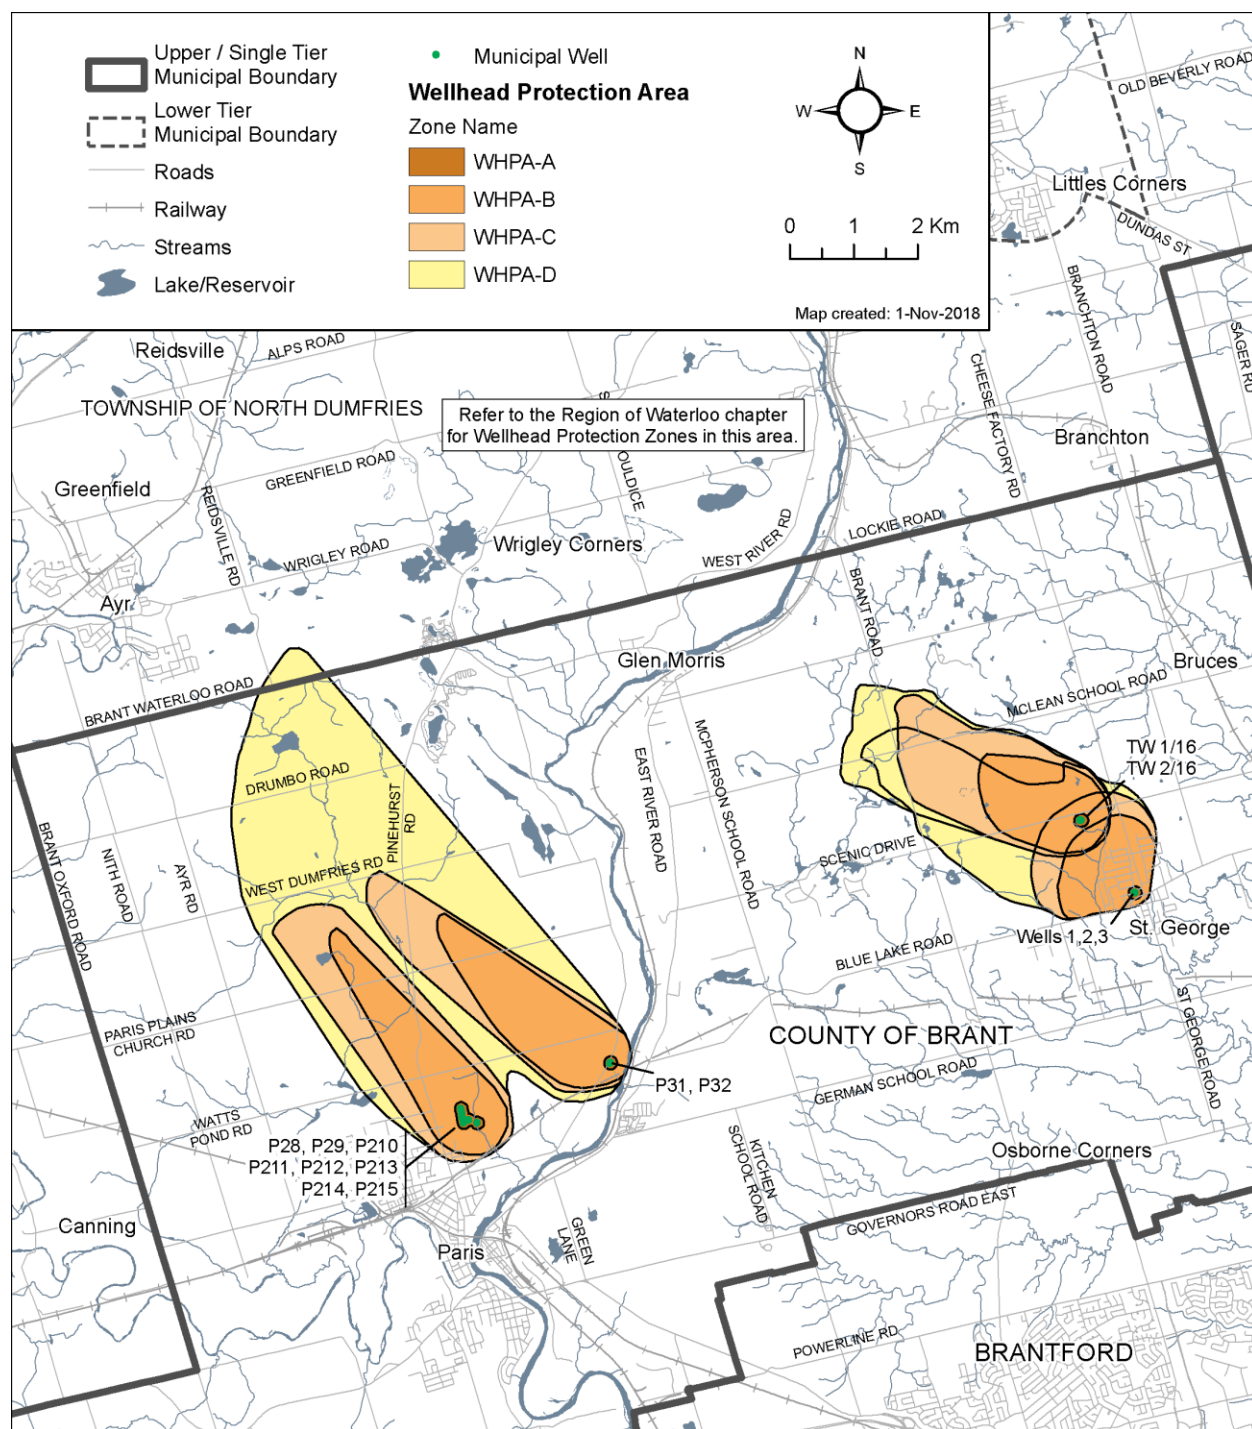 Upper / Single Tier
Municipal Boundary
Lower Tier
Municipal Boundary
Roads
Railway
Streams
Lake/Reservoir
Municipal Well
Wellhead Protection Area
Zone Name
WHPA-A
WHPA-B
WHPA-C
WHPA-D
N
W E
S
0 1 2 Km
Map created: 1-Nov-2018
OLD BEVERLY ROAD
Littles Corners
DUNDAS ST
BRANCHTON ROAD
SAGER RD
Reidsville
ALPS ROAD
TOWNSHIP OF NORTH DUMFRIES
Refer to the Region of Waterloo chapter
for Wellhead Protection Zones in this area.
CHEESE FACTORY RD
Branchton
GREENFIELD ROAD
Greenfield
REIDSVILLE RD
OULDICE
LOCKIE ROAD
WRIGLEY ROAD
Wrigley Corners
WEST RIVER RD
Ayr
BRANT ROAD
Glen Morris
Bruces
BRANT WATERLOO ROAD
MCLEAN SCHOOL ROAD
DRUMBO ROAD
PINEHURST
RD
EAST RIVER ROAD
MCPHERSON SCHOOL ROAD
TW 1/16
TW 2/16
BRANT OXFORD ROAD
NITH ROAD
AYR RD
WEST DUMFRIES RD
SCENIC DRIVE
Wells 1,2,3
St. George
BLUE LAKE ROAD
PARIS PLAINS
CHURCH RD
ST GEORGE ROAD
COUNTY OF BRANT
P31, P32
GERMAN SCHOOL ROAD
WATTS
POND RD
P28, P29, P210
P211, P212, P213
P214, P215
KITCHEN
SCHOOL ROAD
Osborne Corners
Canning
Paris
GREEN
LANE
GOVERNORS ROAD EAST
POWERLINE RD
BRANTFORD